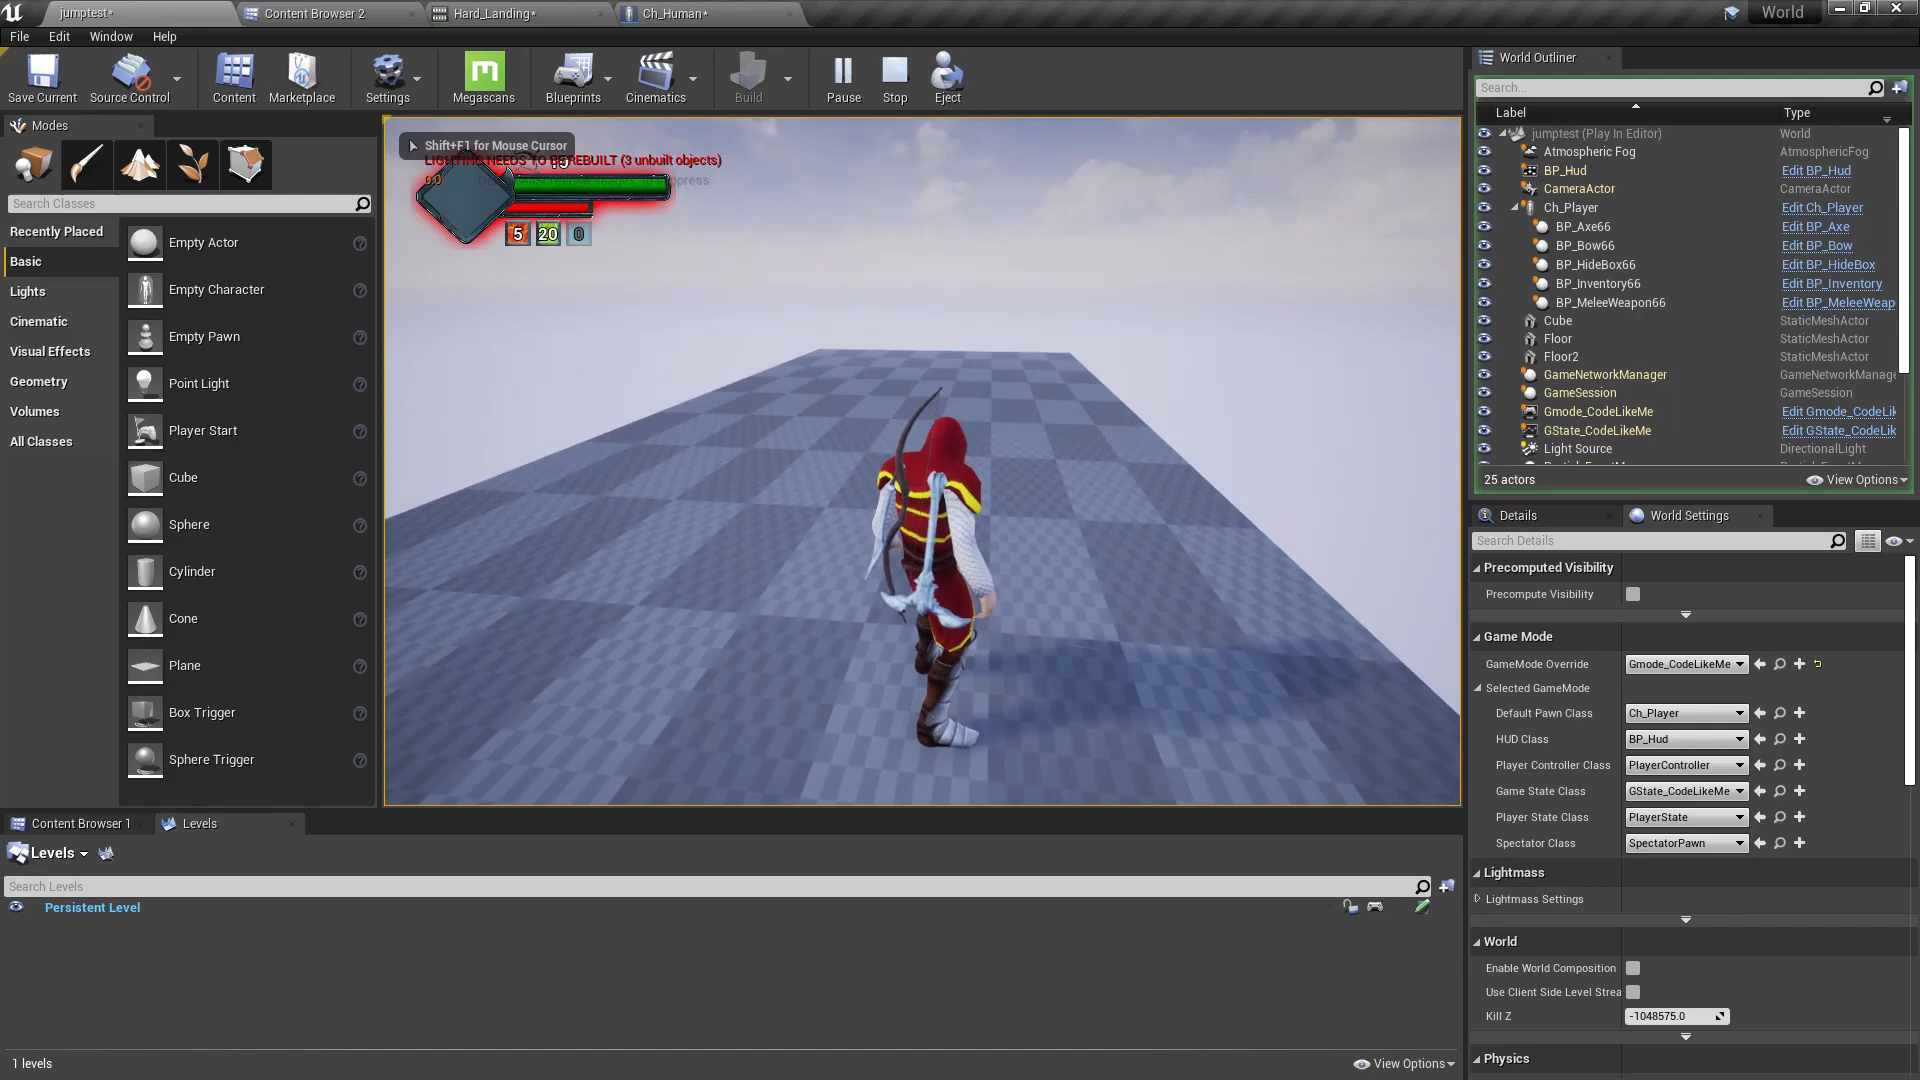 jumptest*
Content Browser 2
Hard_Landing*
Ch_Human*
World
File Edit Window Help
Save Current
Source Control
Content
Marketplace
Settings
Megascans
Blueprints
Cinematics
Build
Pause
Stop
Eject
Modes
Search Classes
Recently Placed
Basic
Lights
Cinematic
Visual Effects
Geometry
Volumes
All Classes
Empty Actor
Empty Character
Empty Pawn
Point Light
Player Start
Cube
Sphere
Cylinder
Cone
Plane
Box Trigger
Sphere Trigger
Shift+F1 for Mouse Cursor
LIGHTING NEEDS TO BE REBUILT (3 unbuilt objects)
0.0
5 20 0
World Outliner
Search...
Label Type
jumptest (Play In Editor) World
Atmospheric Fog AtmosphericFog
BP_Hud Edit BP_Hud
CameraActor CameraActor
Ch_Player Edit Ch_Player
BP_Axe66 Edit BP_Axe
BP_Bow66 Edit BP_Bow
BP_HideBox66 Edit BP_HideBox
BP_Inventory66 Edit BP_Inventory
BP_MeleeWeapon66 Edit BP_MeleeWeap
Cube StaticMeshActor
Floor StaticMeshActor
Floor2 StaticMeshActor
GameNetworkManager GameNetworkManage
GameSession GameSession
Gmode_CodeLikeMe Edit Gmode_CodeLik
GState_CodeLikeMe Edit GState_CodeLik
Light Source DirectionalLight
25 actors
View Options
Details
World Settings
Search Details
Precomputed Visibility
Precompute Visibility
Game Mode
GameMode Override Gmode_CodeLikeMe
Selected GameMode
Default Pawn Class Ch_Player
HUD Class BP_Hud
Player Controller Class PlayerController
Game State Class GState_CodeLikeMe
Player State Class PlayerState
Spectator Class SpectatorPawn
Lightmass
Lightmass Settings
World
Enable World Composition
Use Client Side Level Strea
Kill Z -1048575.0
Physics
Content Browser 1
Levels
Levels
Search Levels
Persistent Level
1 levels
View Options